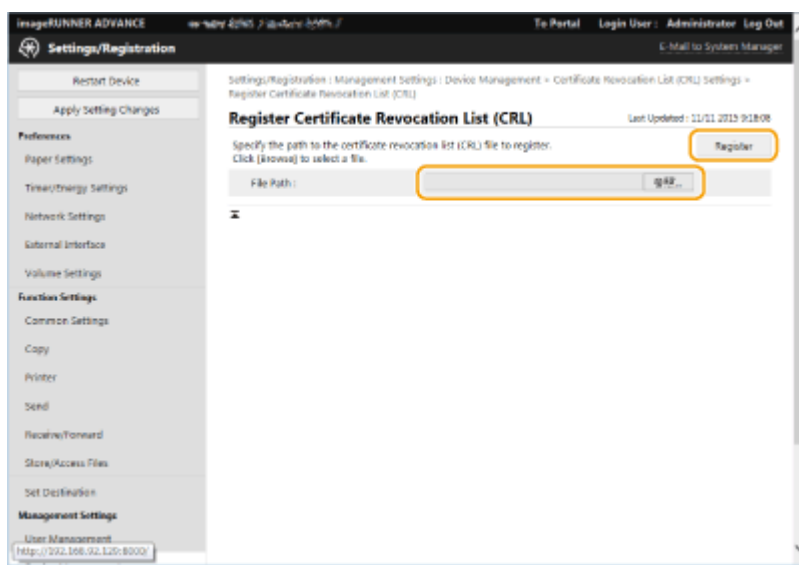 imageRUNNER ADVANCE
To Portal Login User : Administrator Log Out
Settings/Registration
E-Mail to System Manager
Restart Device
Apply Setting Changes
Preferences
Paper Settings
Timer/Energy Settings
Network Settings
External Interface
Volume Settings
Function Settings
Common Settings
Copy
Printer
Send
Receive/Forward
Store/Access Files
Set Destination
Management Settings
User Management
http://192.168.92.120:8000/
Settings/Registration : Management Settings : Device Management > Certificate Revocation List (CRL) Settings >
Register Certificate Revocation List (CRL)
Register Certificate Revocation List (CRL)
Last Updated : 11/11 2015 9:18:08
Specify the path to the certificate revocation list (CRL) file to register.
Click [Browse] to select a file.
Register
File Path :